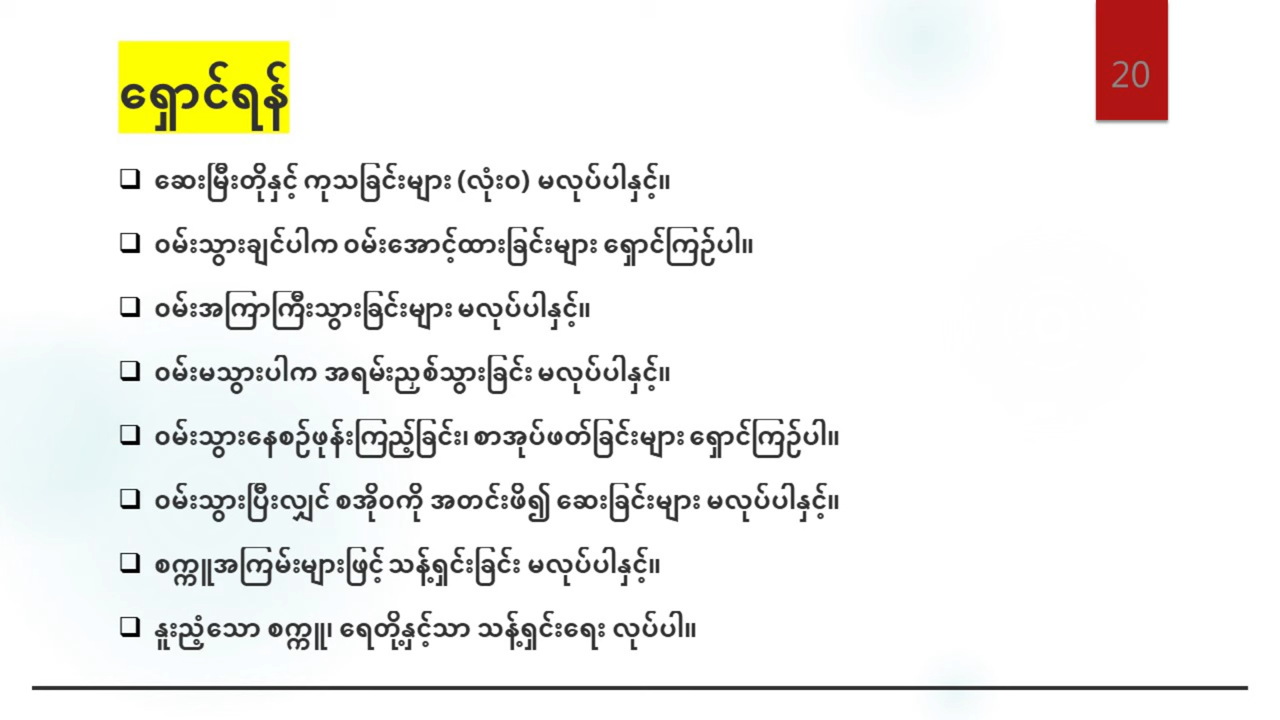 ရှောင်ရန်
20
❑ ဆေးမြီးတိုနှင့် ကုသခြင်းများ (လုံးဝ) မလုပ်ပါနှင့်။
❑ ဝမ်းသွားချင်ပါက ဝမ်းအောင့်ထားခြင်းများ ရှောင်ကြဉ်ပါ။
❑ ဝမ်းအကြာကြီးသွားခြင်းများ မလုပ်ပါနှင့်။
❑ ဝမ်းမသွားပါက အရမ်းညှစ်သွားခြင်း မလုပ်ပါနှင့်။
❑ ဝမ်းသွားနေစဉ်ဖုန်းကြည့်ခြင်း၊ စာအုပ်ဖတ်ခြင်းများ ရှောင်ကြဉ်ပါ။
❑ ဝမ်းသွားပြီးလျှင် စအိုဝကို အတင်းဖိ၍ ဆေးခြင်းများ မလုပ်ပါနှင့်။
❑ စက္ကူအကြမ်းများဖြင့် သန့်ရှင်းခြင်း မလုပ်ပါနှင့်။
❑ နူးညံ့သော စက္ကူ၊ ရေတို့နှင့်သာ သန့်ရှင်းရေး လုပ်ပါ။